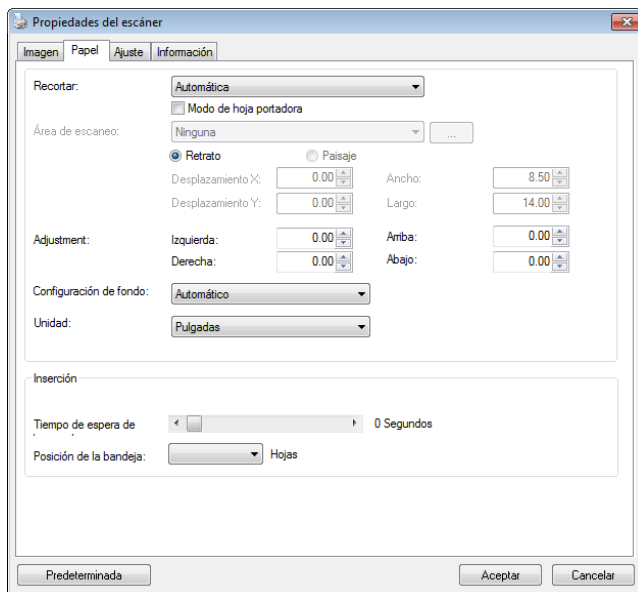 Propiedades del escáner
Imagen Papel Ajuste Información
Recortar: Automática
Modo de hoja portadora
Área de escaneo: Ninguna ...
Retrato Paisaje
Desplazamiento X: 0.00 Ancho: 8.50
Desplazamiento Y: 0.00 Largo: 14.00
Adjustment: Izquierda: 0.00 Arriba: 0.00
Derecha: 0.00 Abajo: 0.00
Configuración de fondo: Automático
Unidad: Pulgadas
Inserción
Tiempo de espera de 0 Segundos
Posición de la bandeja: Hojas
Predeterminada Aceptar Cancelar